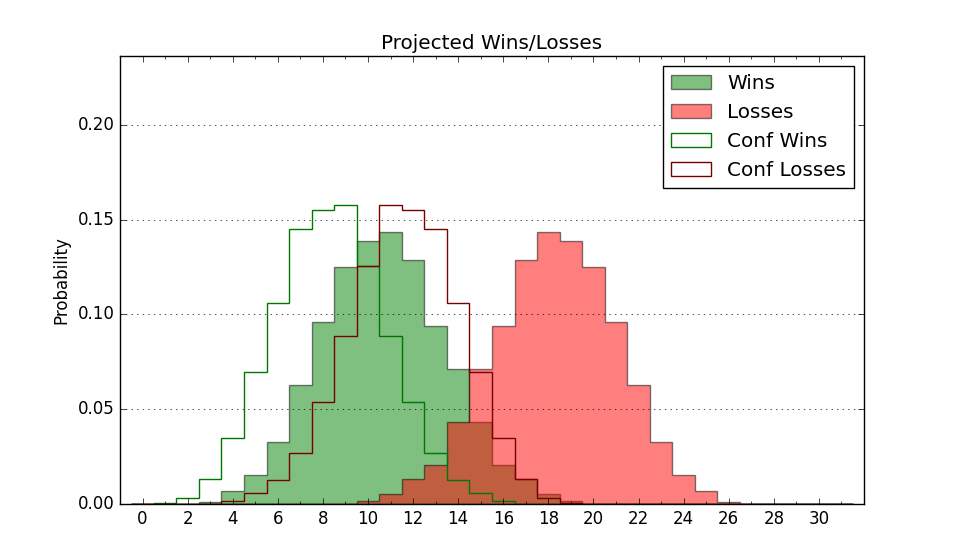 Projected Wins/Losses
Wins
Losses
Conf Wins
Conf Losses
Probability
0.20
0.15
0.10
0.05
0.00
0 2 4 6 8 10 12 14 16 18 20 22 24 26 28 30